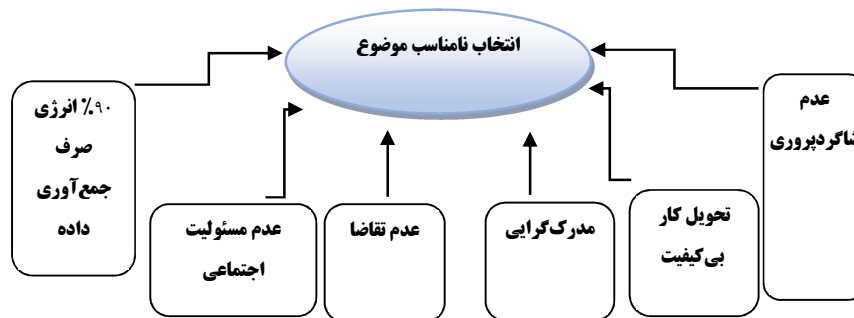 انتخاب نامناسب موضوع
عدم
شاگردپروری
تحویل کار
بی‌کیفیت
مدرک‌گرایی
عدم تقاضا
عدم مسئولیت
اجتماعی
۹۰٪ انرژی
صرف
جمع‌آوری
داده